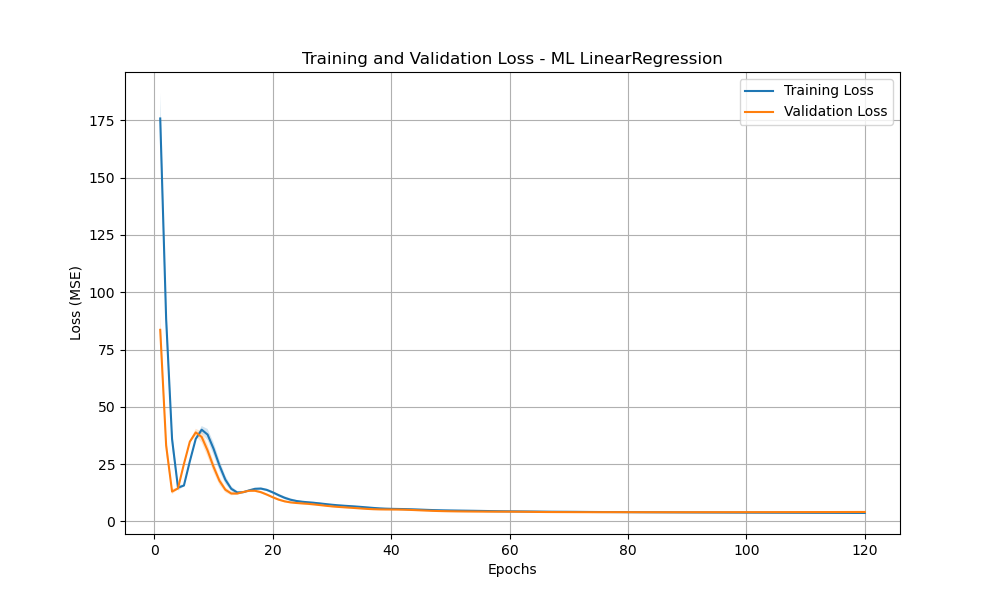 Training and Validation Loss - ML LinearRegression
Training Loss
Validation Loss
175
150
125
100
75
50
25
0
Loss (MSE)
0 20 40 60 80 100 120
Epochs